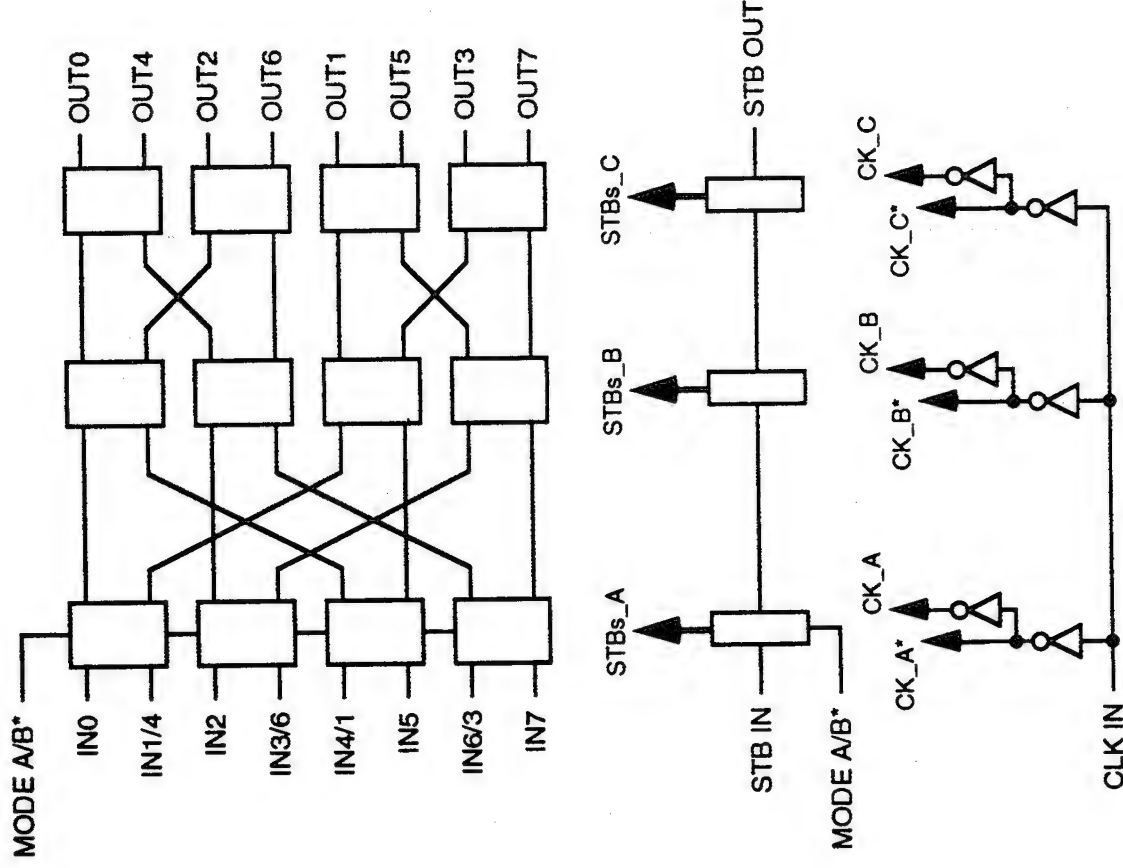 MODE A/B*
IN0
IN1/4
IN2
IN3/6
IN4/1
IN5
IN6/3
IN7
OUT0
OUT4
OUT2
OUT6
OUT1
OUT5
OUT3
OUT7
STBs_A
STBs_B
STBs_C
STB IN
STB OUT
MODE A/B*
CK_A*
CK_A
CK_B*
CK_B
CK_C*
CK_C
CLK IN